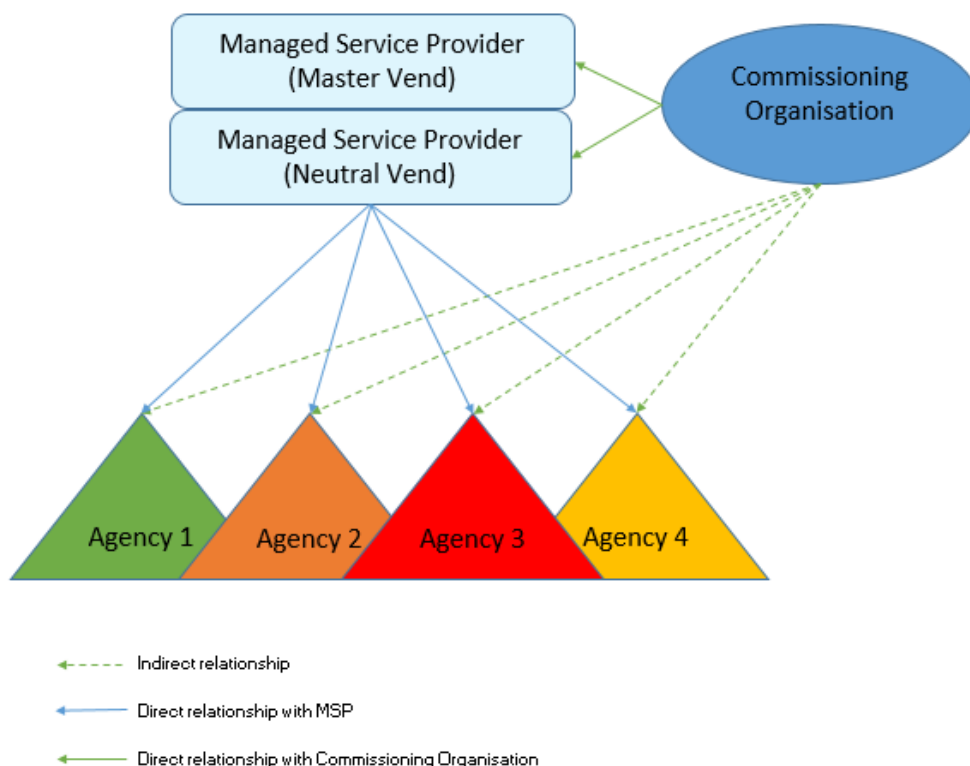 Managed Service Provider
(Master Vend)
Commissioning
Organisation
Managed Service Provider
(Neutral Vend)
Agency 1
Agency 2
Agency 3
Agency 4
Indirect relationship
Direct relationship with MSP
Direct relationship with Commissioning Organisation